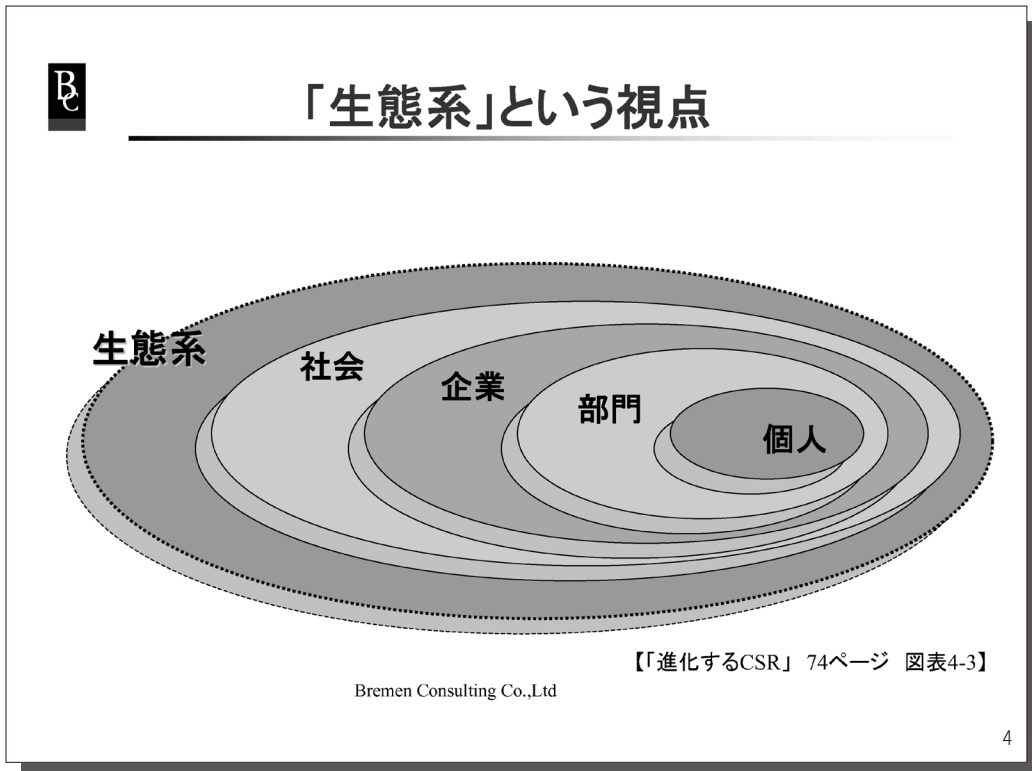 BC
「生態系」という視点
生態系
社会
企業
部門
個人
【「進化するCSR」 74ページ 図表4-3】
Bremen Consulting Co.,Ltd
4